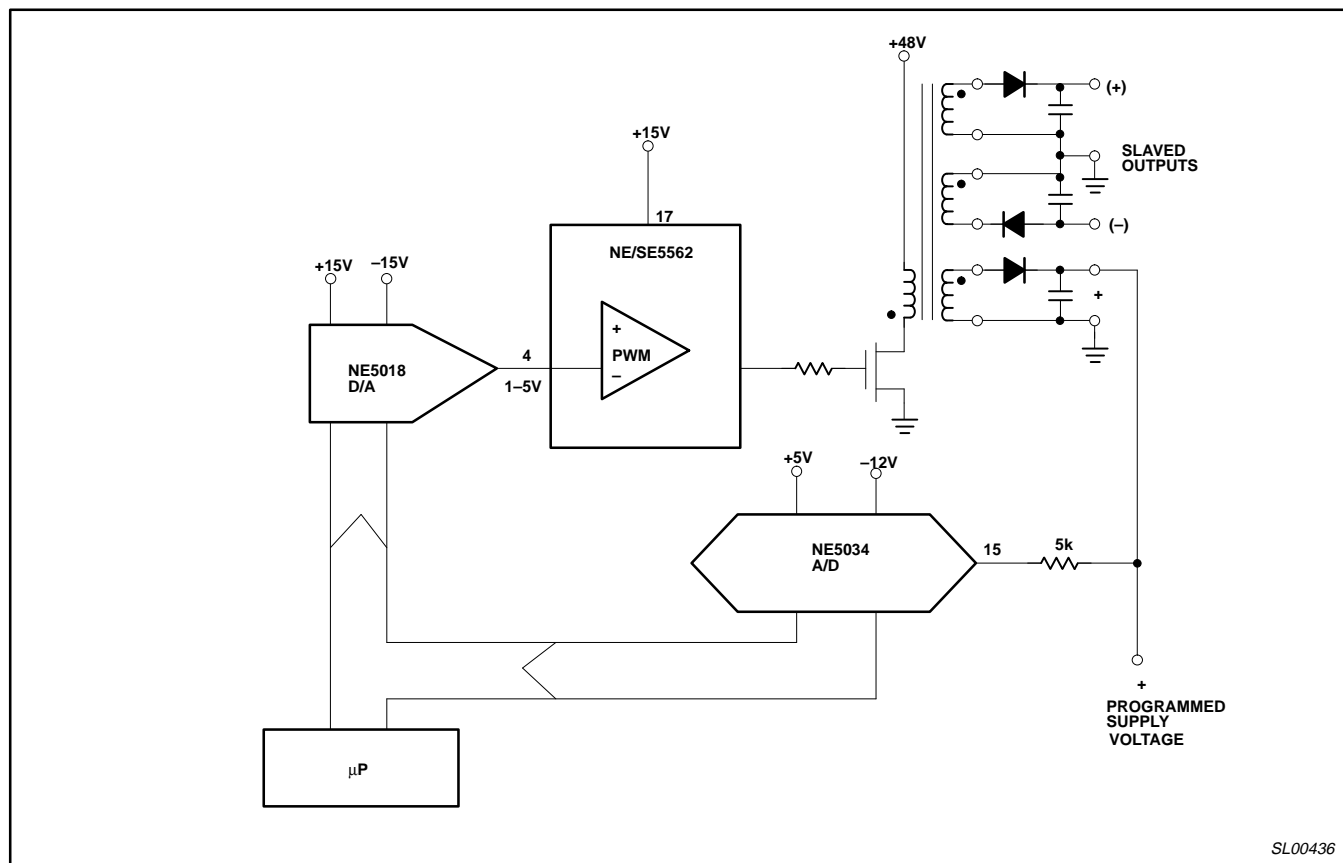 +48V
(+)
+15V
SLAVED
OUTPUTS
17
NE/SE5562
(–)
+15V
–15V
+
+
PWM
–
4
1–5V
NE5018
D/A
+5V
–12V
NE5034
A/D
15
5k
+
PROGRAMMED
SUPPLY
VOLTAGE
μP
SL00436